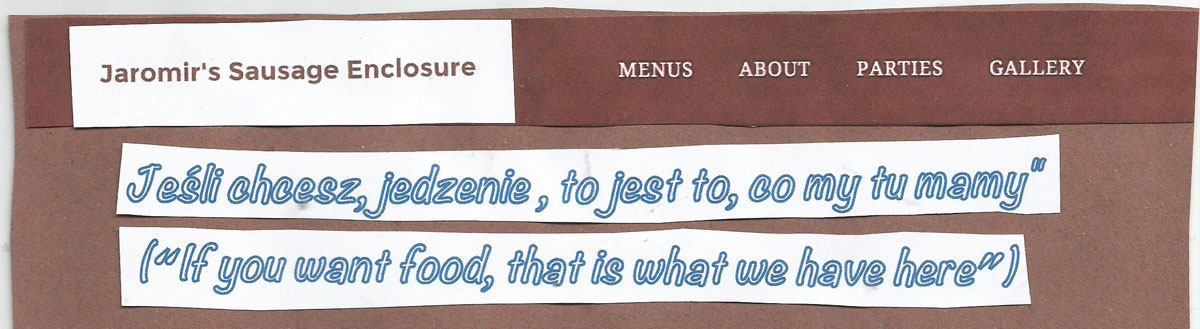 Jaromir's Sausage Enclosure MENUS ABOUT PARTIES GALLERY
Jeśli chcesz, jedzenie , to jest to, co my tu mamy"
(“If you want food, that is what we have here”)